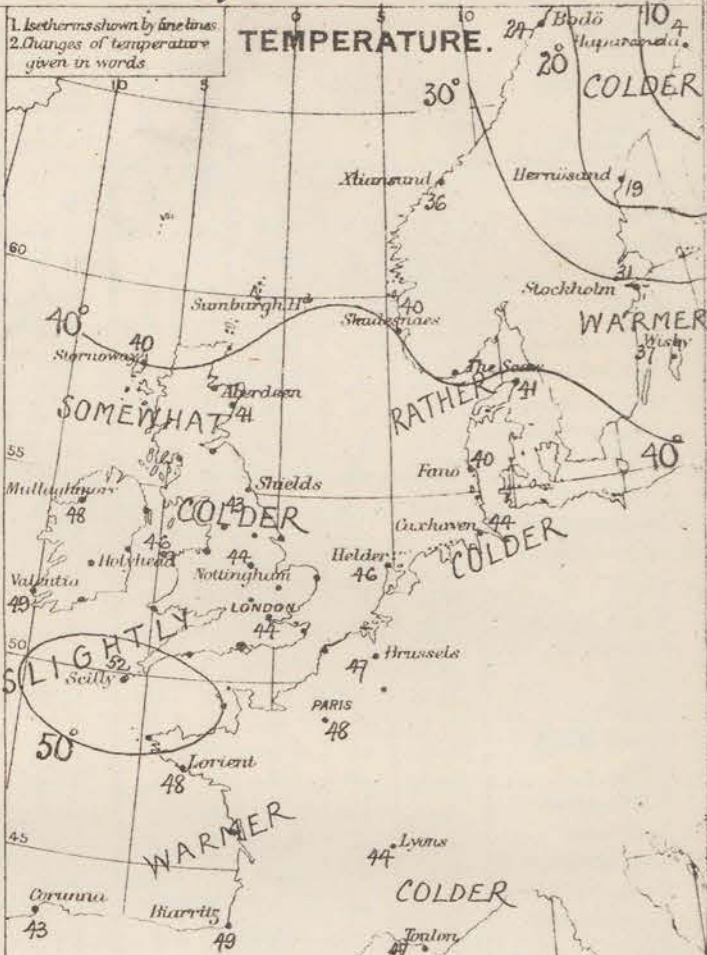 1. Isotherms shown by fine lines
2. Changes of temperature
given in words
TEMPERATURE.
10
5
0
5
10
24
Bodö
10
4
Haparanda
20°
COLDER
30°
Xtiansund
36
Hernösand
19
60
Sumburgh Hd
31
Stockholm
40°
40
Stornoway
40
Skudesnaes
WARMER
Wisby
37
The Scaw
41
RATHER
Aberdeen
41
SOMEWHAT
40°
55
Fano
40
Shields
43
Mullaghmore
48
COLDER
Cuxhaven
44
COLDER
46
Holyhead
44
Nottingham
Helder
46
Valentia
49
LONDON
44
50
SLIGHTLY
52
Scilly
47
Brussels
PARIS
48
50°
Lorient
48
WARMER
45
Lyons
44
COLDER
Corunna
43
Biarritz
49
Toulon
47